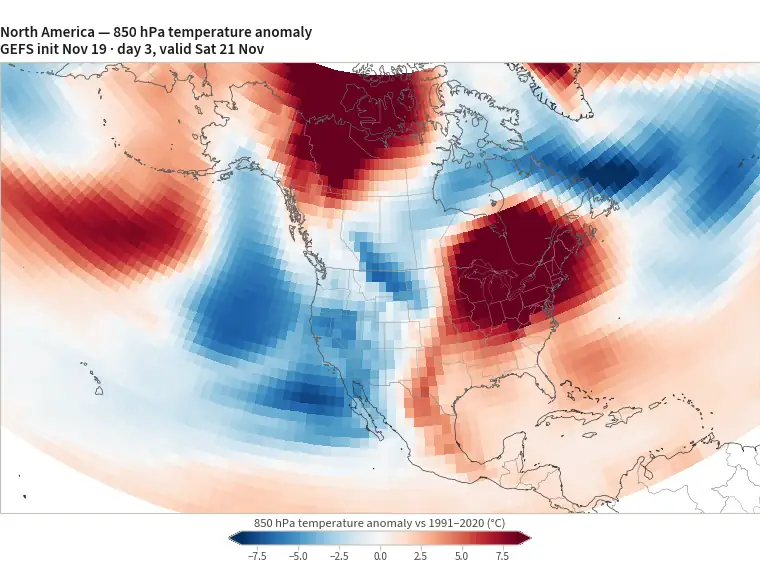 North America — 850 hPa temperature anomaly
GEFS init Nov 19 · day 3, valid Sat 21 Nov
850 hPa temperature anomaly vs 1991–2020 (°C)
−7.5 −5.0 −2.5 0.0 2.5 5.0 7.5